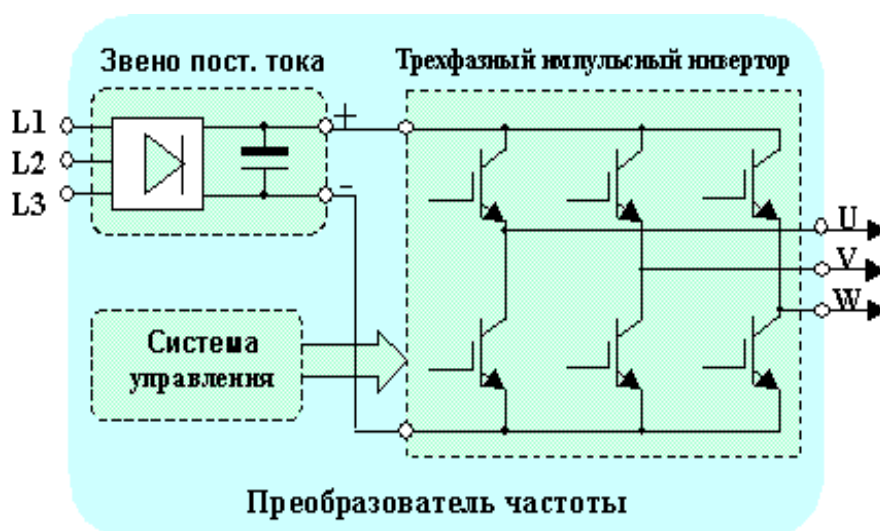 Звено пост. тока
Трехфазный импульсный инвертор
L1
L2
L3
+
-
U
V
W
Система
управления
Преобразователь частоты